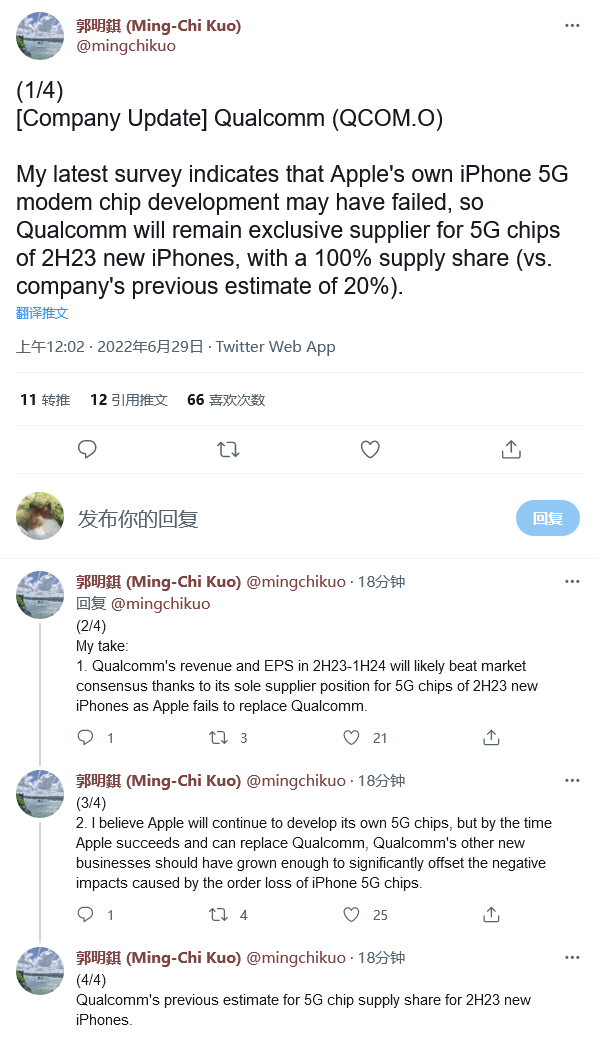 郭明錤 (Ming-Chi Kuo)
@mingchikuo
(1/4)
[Company Update] Qualcomm (QCOM.O)
My latest survey indicates that Apple's own iPhone 5G
modem chip development may have failed, so
Qualcomm will remain exclusive supplier for 5G chips
of 2H23 new iPhones, with a 100% supply share (vs.
company's previous estimate of 20%).
翻译推文
上午12:02 · 2022年6月29日 · Twitter Web App
11 转推 12 引用推文 66 喜欢次数
发布你的回复 回复
郭明錤 (Ming-Chi Kuo) @mingchikuo · 18分钟
回复 @mingchikuo
(2/4)
My take:
1. Qualcomm's revenue and EPS in 2H23-1H24 will likely beat market
consensus thanks to its sole supplier position for 5G chips of 2H23 new
iPhones as Apple fails to replace Qualcomm.
1 3 21
郭明錤 (Ming-Chi Kuo) @mingchikuo · 18分钟
(3/4)
2. I believe Apple will continue to develop its own 5G chips, but by the time
Apple succeeds and can replace Qualcomm, Qualcomm's other new
businesses should have grown enough to significantly offset the negative
impacts caused by the order loss of iPhone 5G chips.
1 4 25
郭明錤 (Ming-Chi Kuo) @mingchikuo · 18分钟
(4/4)
Qualcomm's previous estimate for 5G chip supply share for 2H23 new
iPhones.